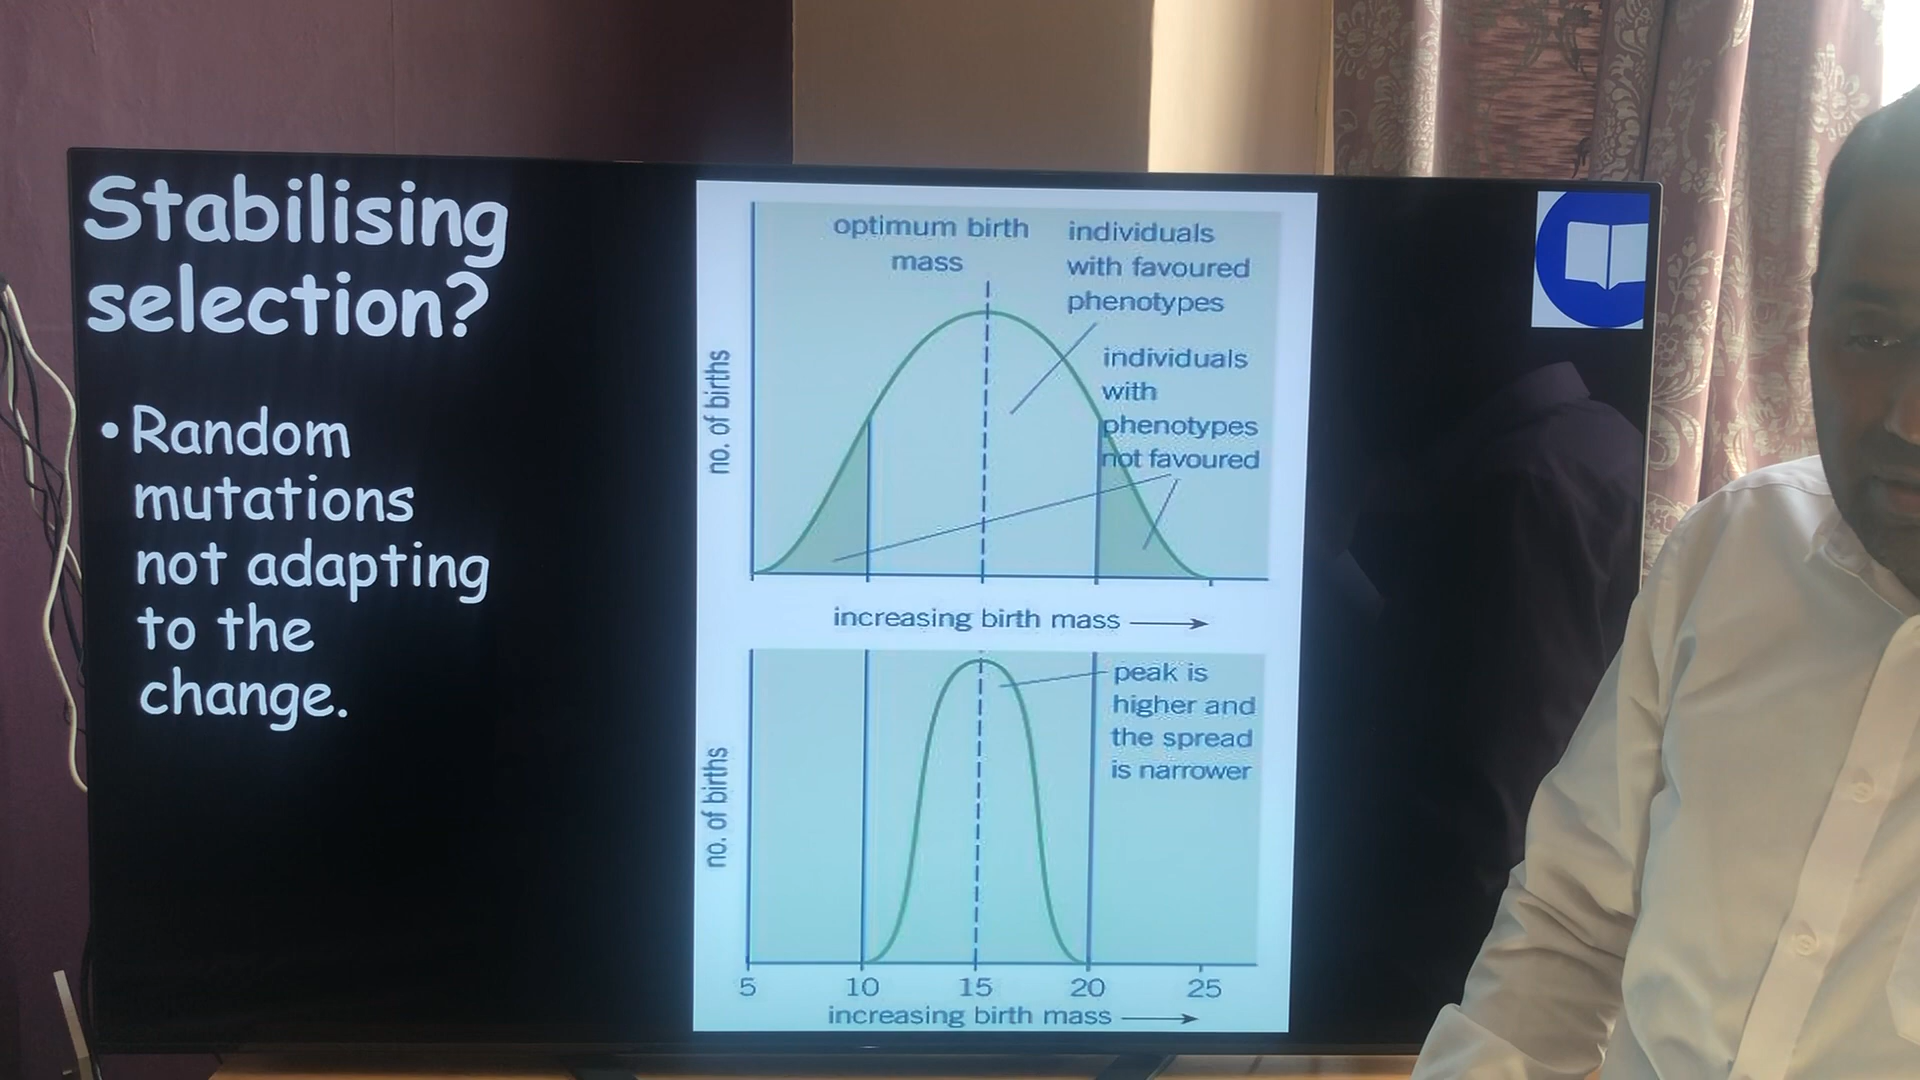 Stabilising
selection?
• Random
mutations
not adapting
to the
change.
optimum birth
mass
individuals
with favoured
phenotypes
individuals
with
phenotypes
not favoured
no. of births
increasing birth mass
peak is
higher and
the spread
is narrower
no. of births
5 10 15 20 25
increasing birth mass